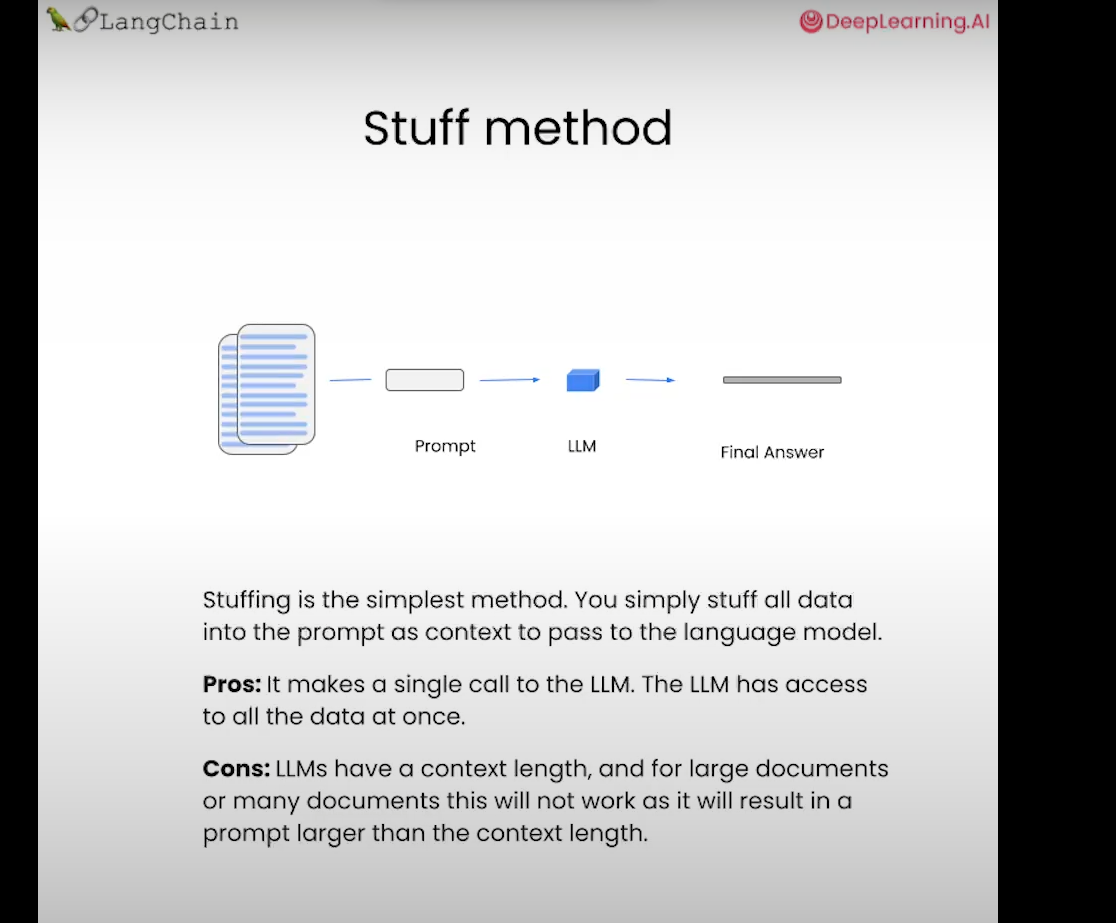 LangChain
DeepLearning.AI
Stuff method
Prompt
LLM
Final Answer
Stuffing is the simplest method. You simply stuff all data
into the prompt as context to pass to the language model.
Pros: It makes a single call to the LLM. The LLM has access
to all the data at once.
Cons: LLMs have a context length, and for large documents
or many documents this will not work as it will result in a
prompt larger than the context length.